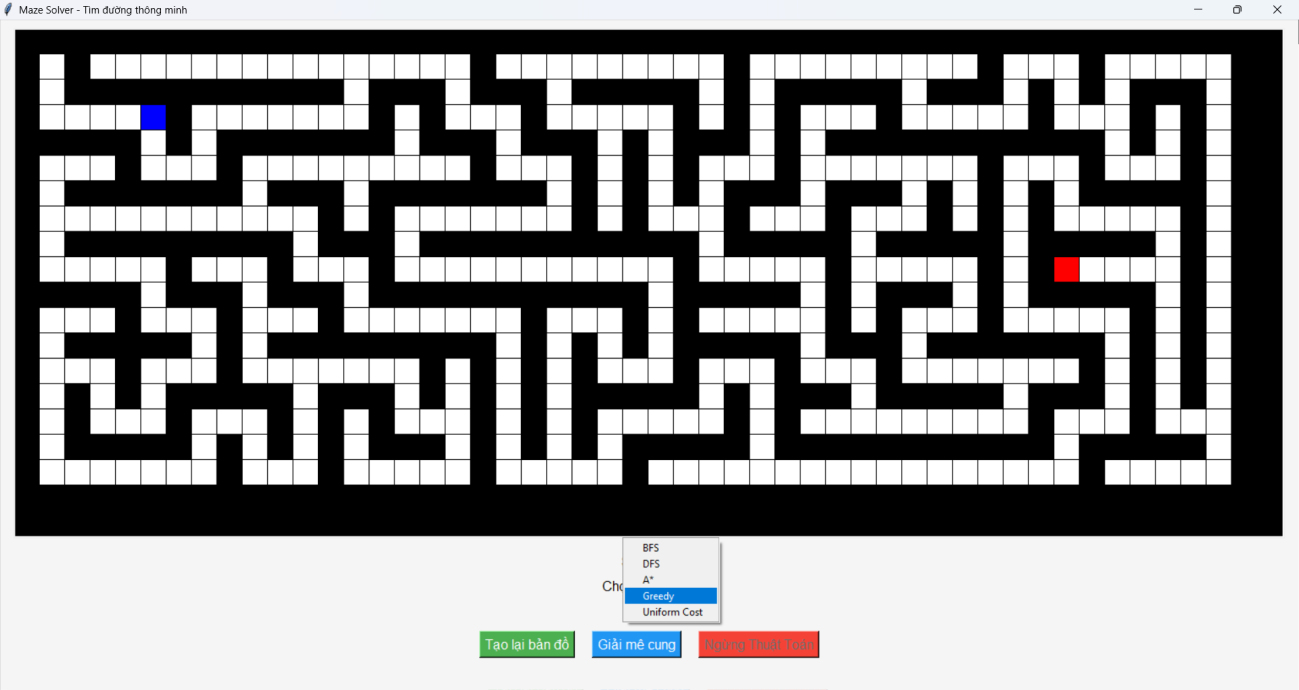 Maze Solver - Tìm đường thông minh
BFS
DFS
A*
Greedy
Uniform Cost
Tạo lại bản đồ
Giải mê cung
Ngừng Thuật Toán